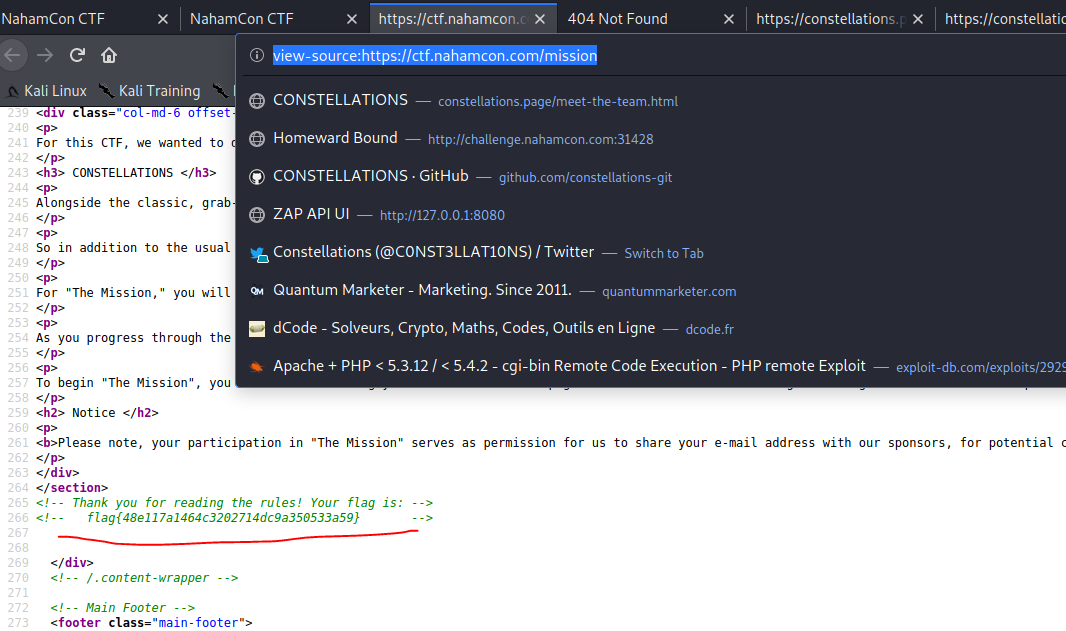 NahamCon CTF
NahamCon CTF
https://ctf.nahamcon.c
404 Not Found
https://constellations.p
https://constellatio
view-source:https://ctf.nahamcon.com/mission
Kali Linux
Kali Training
CONSTELLATIONS — constellations.page/meet-the-team.html
Homeward Bound — http://challenge.nahamcon.com:31428
CONSTELLATIONS · GitHub — github.com/constellations-git
ZAP API UI — http://127.0.0.1:8080
Constellations (@C0NST3LLAT10NS) / Twitter — Switch to Tab
QM Quantum Marketer - Marketing. Since 2011. — quantummarketer.com
dCode - Solveurs, Crypto, Maths, Codes, Outils en Ligne — dcode.fr
Apache + PHP < 5.3.12 / < 5.4.2 - cgi-bin Remote Code Execution - PHP remote Exploit — exploit-db.com/exploits/2929
239 <div class="col-md-6 offset-
240 <p>
241 For this CTF, we wanted to
242 </p>
243 <h3> CONSTELLATIONS </h3>
244 <p>
245 Alongside the classic, grab-
246 </p>
247 <p>
248 So in addition to the usual
249 </p>
250 <p>
251 For "The Mission," you will
252 </p>
253 <p>
254 As you progress through the
255 </p>
256 <p>
257 To begin "The Mission", you
258 </p>
259 <h2> Notice </h2>
260 <p>
261 <b>Please note, your participation in "The Mission" serves as permission for us to share your e-mail address with our sponsors, for potential
262 </p>
263 </div>
264 </section>
265 <!-- Thank you for reading the rules! Your flag is: -->
266 <!-- flag{48e117a1464c3202714dc9a350533a59} -->
267
268
269 </div>
270 <!-- /.content-wrapper -->
271
272 <!-- Main Footer -->
273 <footer class="main-footer">